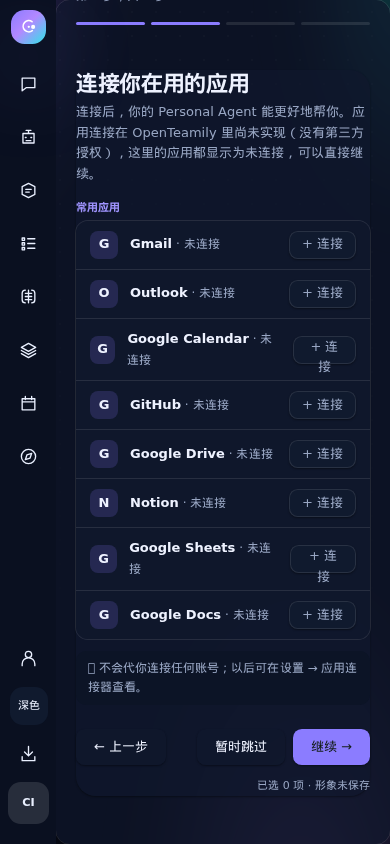 连接你在用的应用
连接后，你的 Personal Agent 能更好地帮你。应
用连接在 OpenTeamily 里尚未实现（没有第三方
授权），这里的应用都显示为未连接，可以直接继
续。
常用应用
G Gmail · 未连接 + 连接
O Outlook · 未连接 + 连接
G Google Calendar · 未
连接 + 连
接
G GitHub · 未连接 + 连接
G Google Drive · 未连接 + 连接
N Notion · 未连接 + 连接
G Google Sheets · 未连
接 + 连
接
G Google Docs · 未连接 + 连接
不会代你连接任何账号；以后可在设置 → 应用连
接器查看。
深色
← 上一步 暂时跳过 继续 →
已选 0 项 · 形象未保存
CI